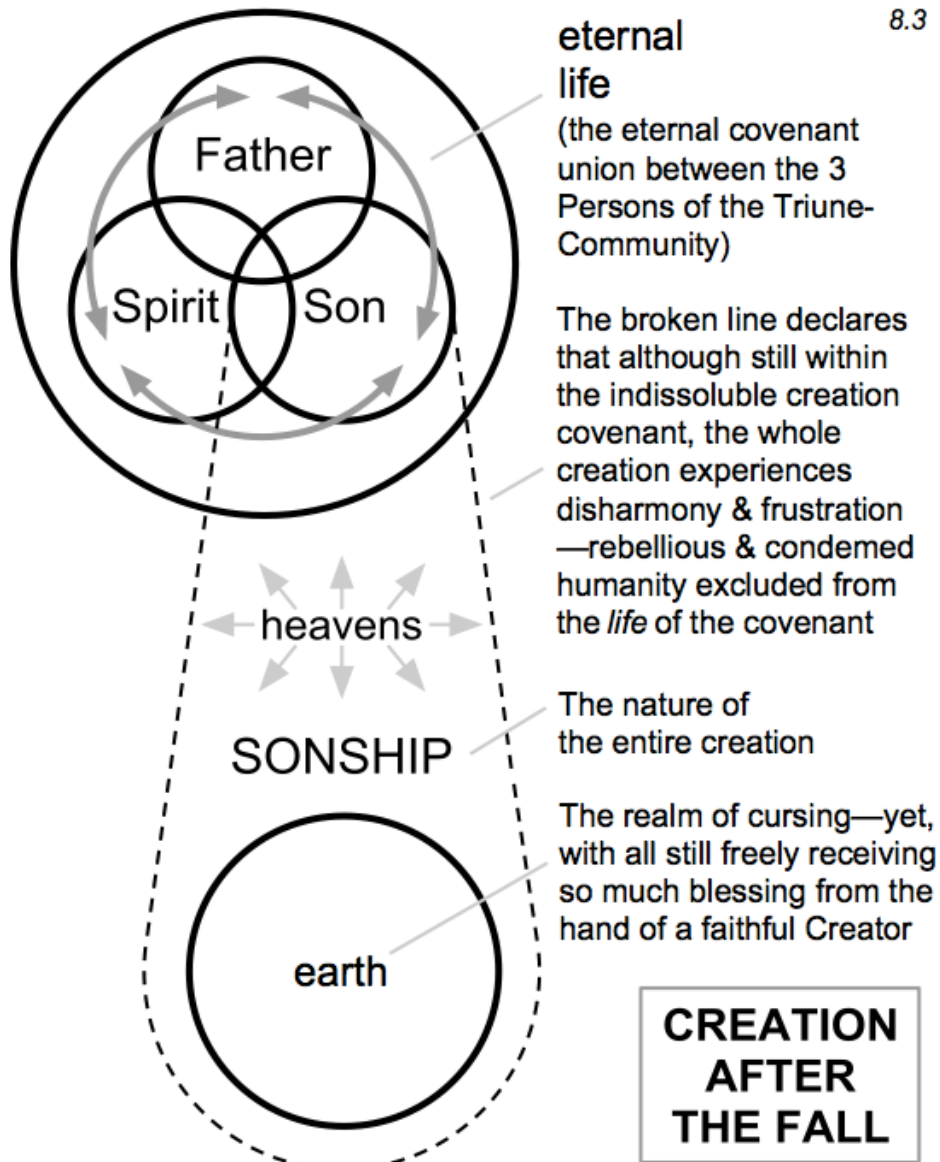 8.3
eternal
life
(the eternal covenant
union between the 3
Persons of the Triune-
Community)
Father
Spirit
Son
The broken line declares
that although still within
the indissoluble creation
covenant, the whole
creation experiences
disharmony & frustration
—rebellious & condemed
humanity excluded from
the life of the covenant
heavens
The nature of
the entire creation
SONSHIP
The realm of cursing—yet,
with all still freely receiving
so much blessing from the
hand of a faithful Creator
earth
CREATION
AFTER
THE FALL